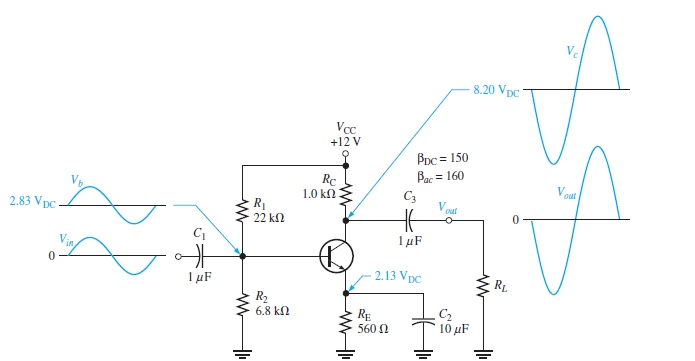 V_c
8.20 V_DC
V_CC
+12 V
β_DC = 150
β_ac = 160
R_C
1.0 kΩ
C_3
V_out
1 μF
V_b
2.83 V_DC
R_1
22 kΩ
V_in
0
C_1
1 μF
V_out
0
2.13 V_DC
R_L
R_2
6.8 kΩ
R_E
560 Ω
C_2
10 μF